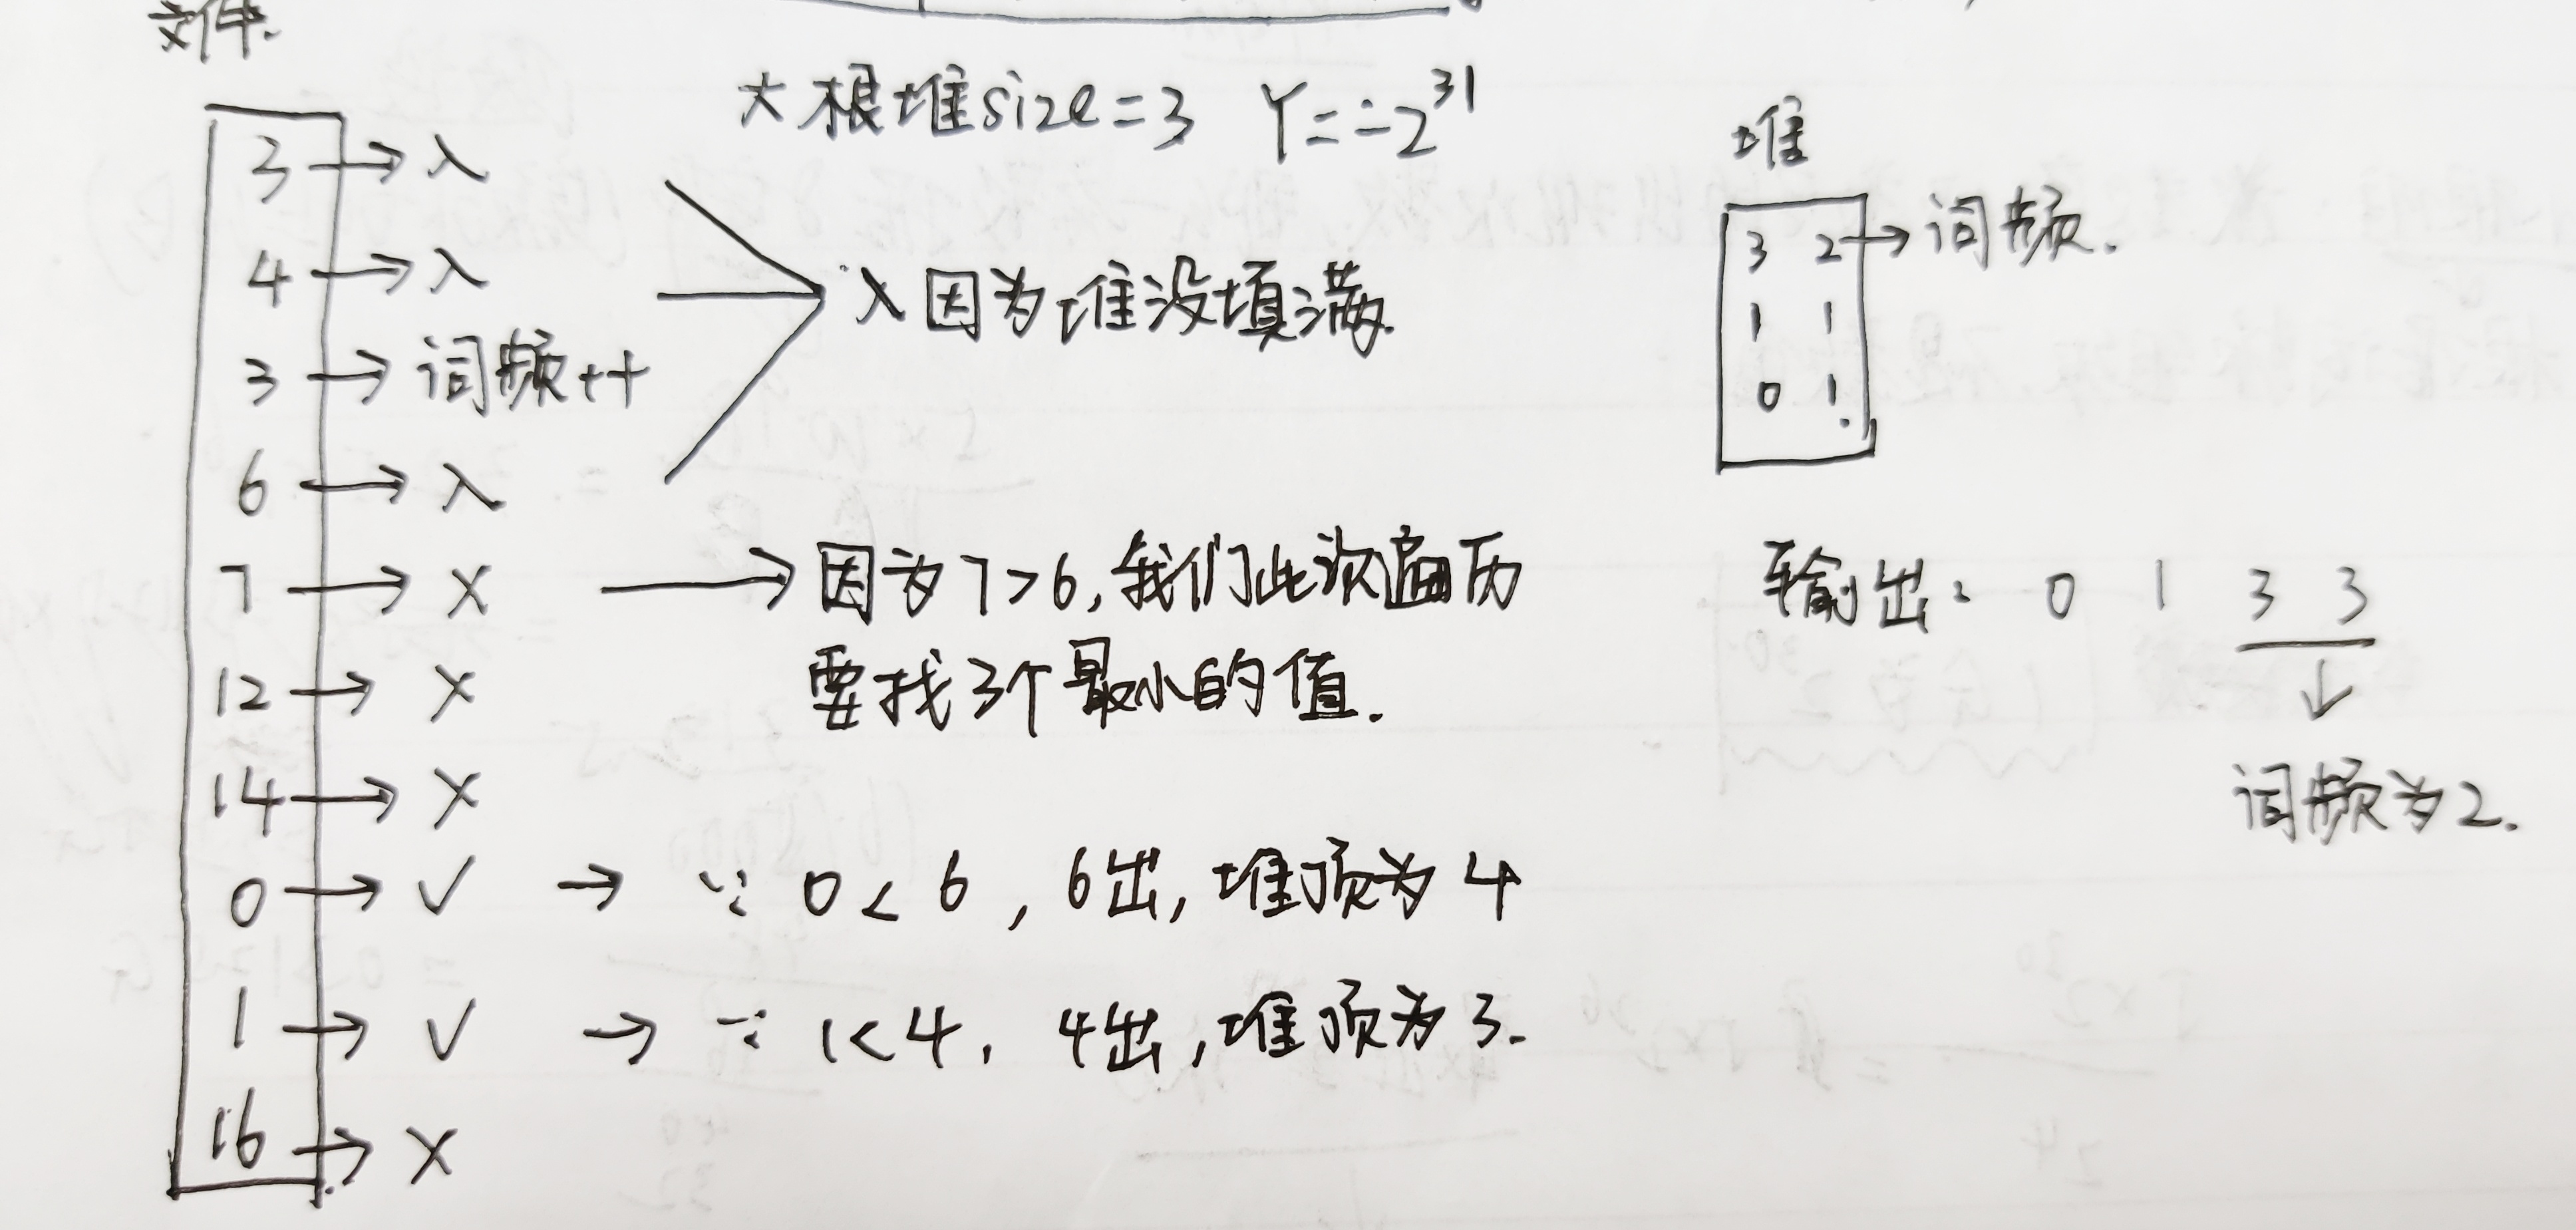 文件.
大根堆size=3 Y=-2^31
3 → 入
4 → 入
3 → 词频++
6 → 入
入因为堆没填满.
7 → X → 因为7>6,我们此次遍历
要找3个最小的值.
12 → X
14 → X
0 → √ → ∵ 0<6, 6出,堆顶为4
1 → √ → ∵ 1<4, 4出,堆顶为3.
16 → X
堆
3 2 → 词频.
1 1
0 1
输出: 0 1 3 3
↓
词频为2.